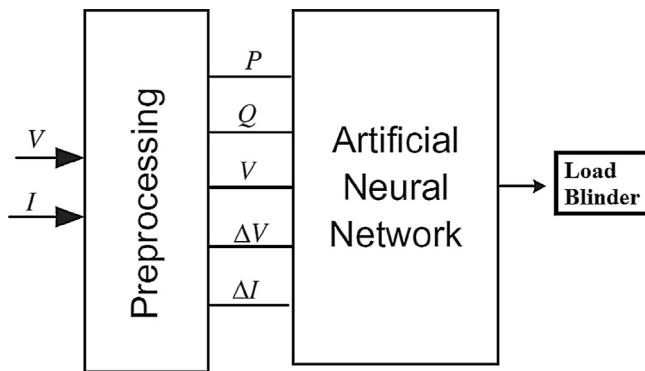 V
I
Preprocessing
P
Q
V
ΔV
ΔI
Artificial
Neural
Network
Load
Blinder